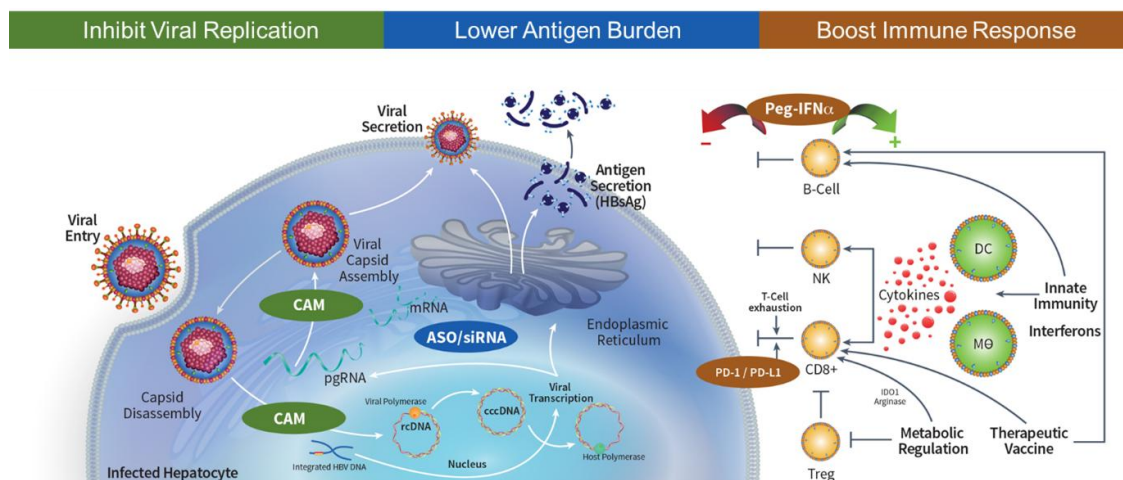 Inhibit Viral Replication
Lower Antigen Burden
Boost Immune Response
Viral
Secretion
Antigen
Secretion
(HBsAg)
Viral
Entry
Viral
Capsid
Assembly
CAM
mRNA
ASO/siRNA
Endoplasmic
Reticulum
pgRNA
Capsid
Disassembly
CAM
Viral Polymerase
rcDNA
cccDNA
Viral
Transcription
Host Polymerase
Integrated HBV DNA
Nucleus
Infected Hepatocyte
Peg-IFNα
-
+
B-Cell
NK
Cytokines
DC
MΘ
Innate
Immunity
Interferons
T-Cell
exhaustion
PD-1 / PD-L1
CD8+
IDO1
Arginase
Metabolic
Regulation
Therapeutic
Vaccine
Treg